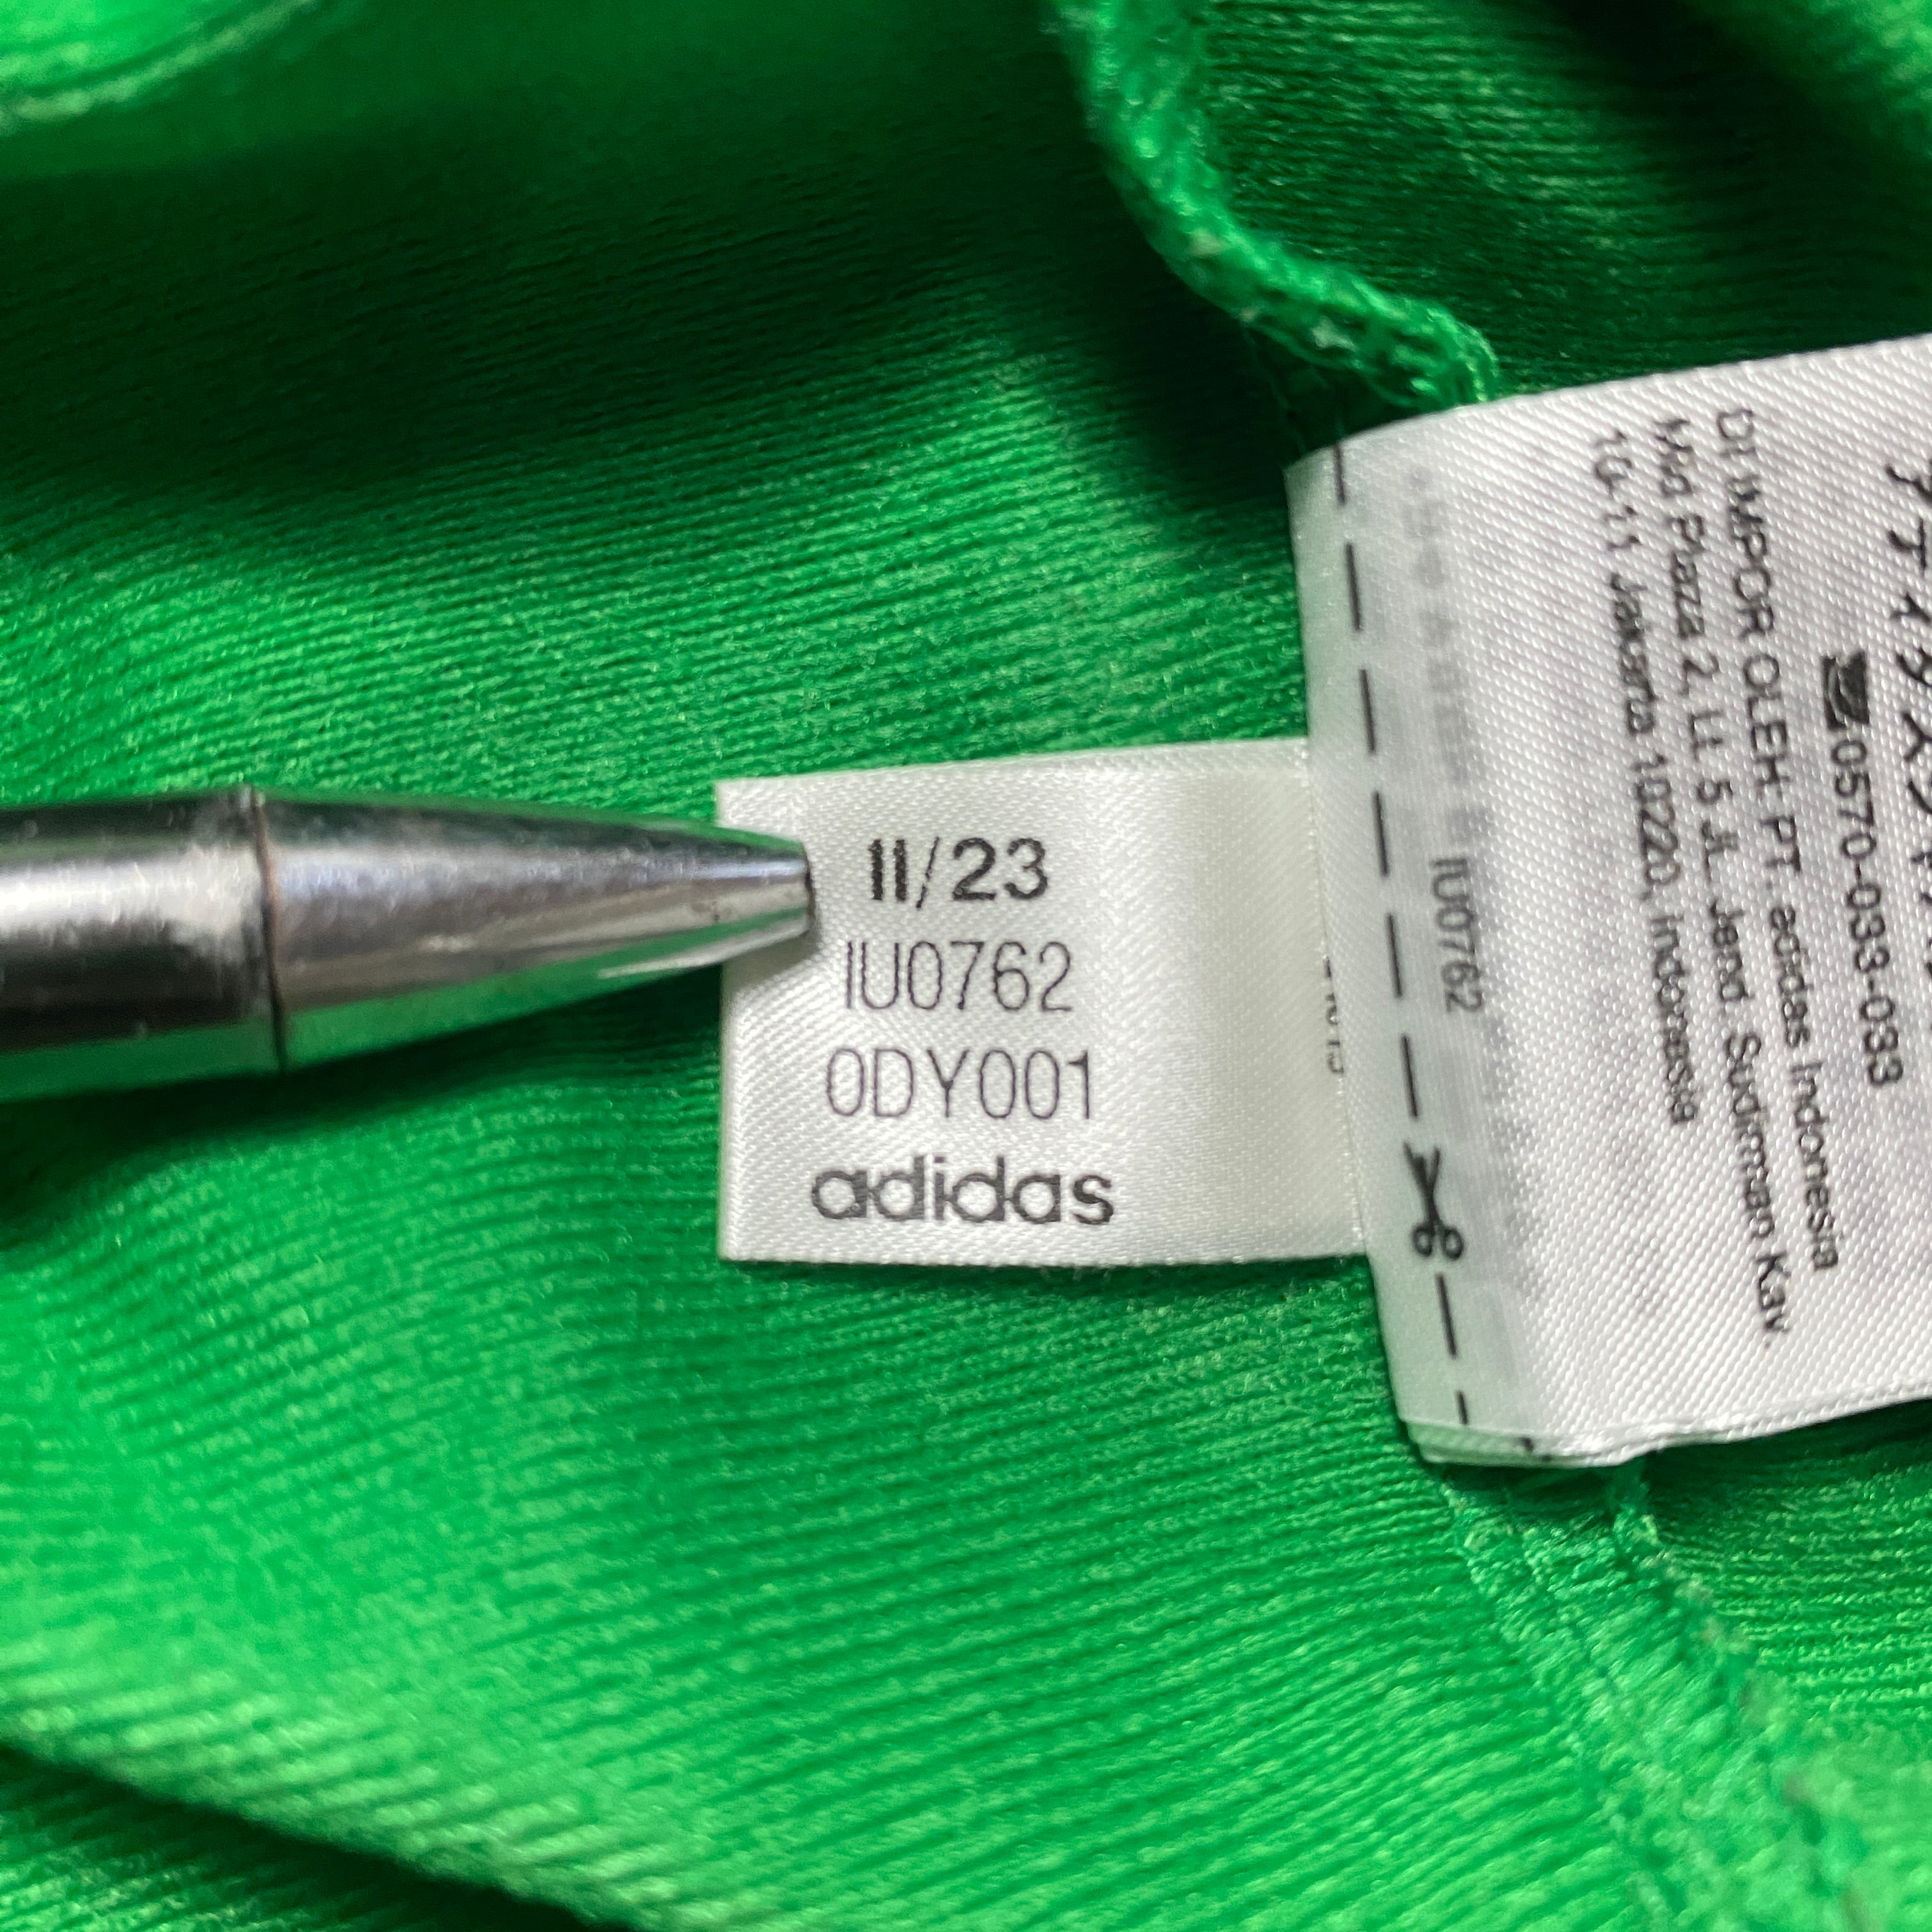 11/23
IU0762
0DY001
adidas
IU0762
DI IMPOR OLEH: PT. adidas Indonesia
Mid Plaza 2, Lt. 5 JL. Jend. Sudirman Kav.
10-11 Jakarta 10220, Indonesia
0570-033-033